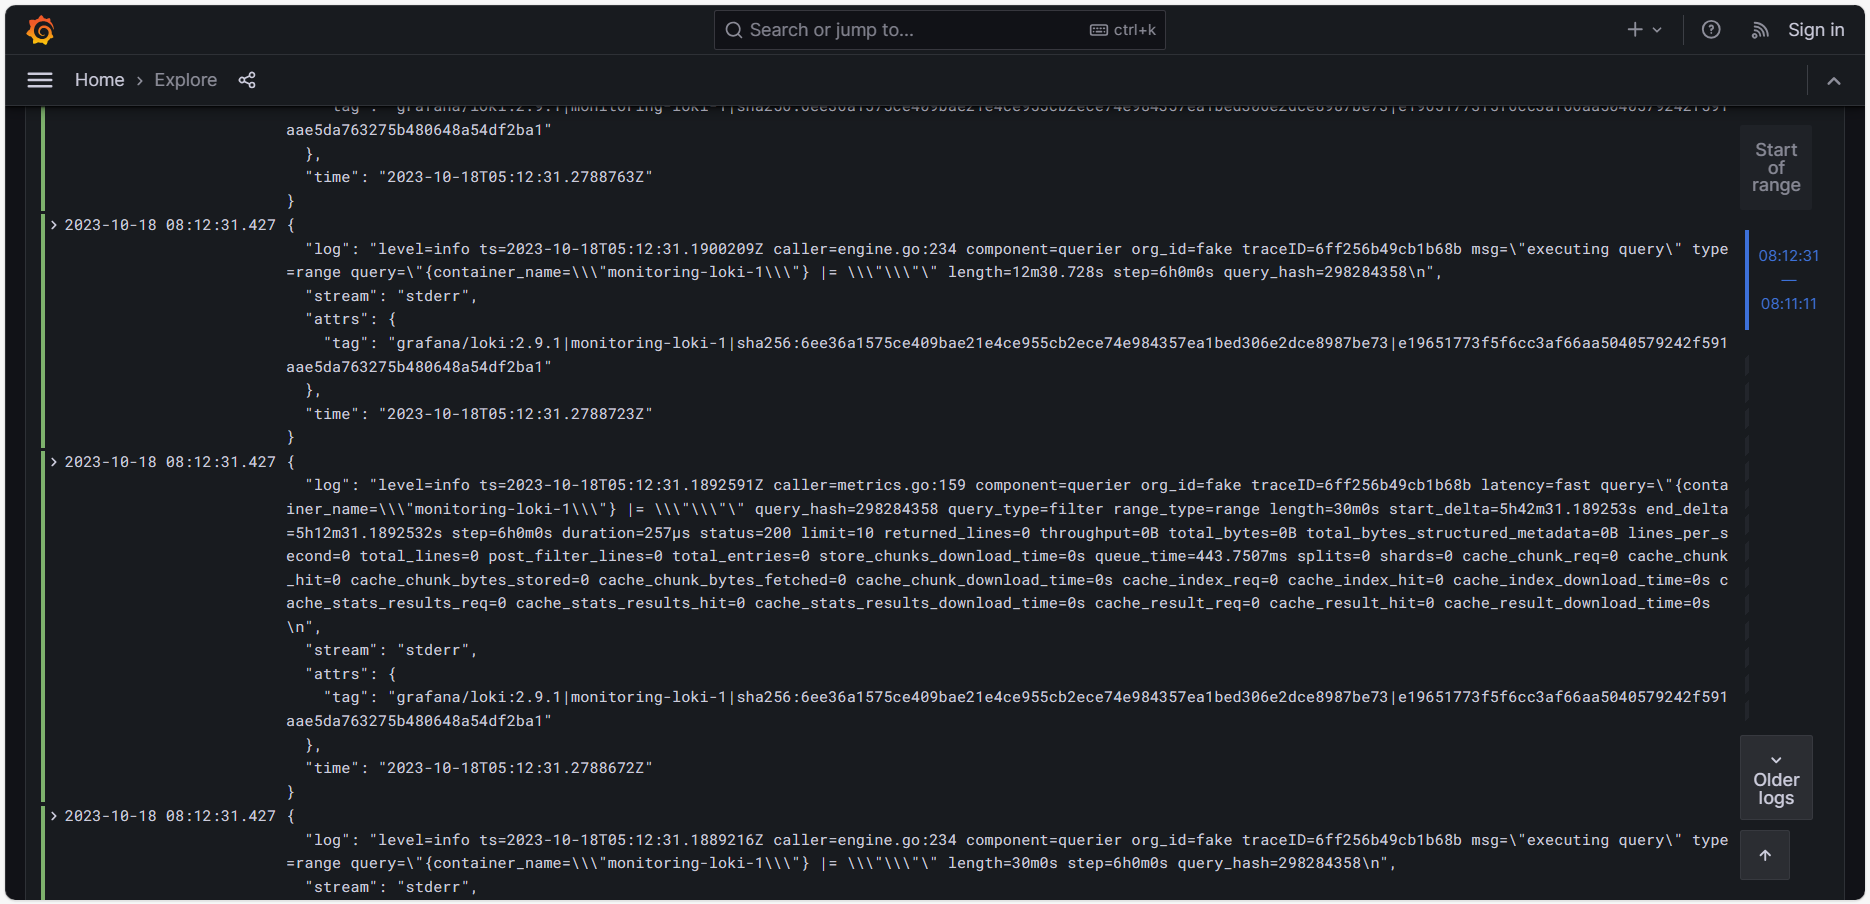 Search or jump to...
ctrl+k
Sign in
Home › Explore
"tag": "grafana/loki:2.9.1|monitoring-loki-1|sha256:6ee36a1575ce409bae21e4ce955cb2ece74e984357ea1bed306e2dce8987be73|e19651773f5f6cc3af66aa5040579242f591
aae5da763275b480648a54df2ba1"
},
"time": "2023-10-18T05:12:31.2788763Z"
}
2023-10-18 08:12:31.427 {
"log": "level=info ts=2023-10-18T05:12:31.1900209Z caller=engine.go:234 component=querier org_id=fake traceID=6ff256b49cb1b68b msg=\"executing query\" type
=range query=\"{container_name=\\\"monitoring-loki-1\\\"} |= \\\"\\\"\" length=12m30.728s step=6h0m0s query_hash=298284358\n",
"stream": "stderr",
"attrs": {
"tag": "grafana/loki:2.9.1|monitoring-loki-1|sha256:6ee36a1575ce409bae21e4ce955cb2ece74e984357ea1bed306e2dce8987be73|e19651773f5f6cc3af66aa5040579242f591
aae5da763275b480648a54df2ba1"
},
"time": "2023-10-18T05:12:31.2788723Z"
}
2023-10-18 08:12:31.427 {
"log": "level=info ts=2023-10-18T05:12:31.1892591Z caller=metrics.go:159 component=querier org_id=fake traceID=6ff256b49cb1b68b latency=fast query=\"{conta
iner_name=\\\"monitoring-loki-1\\\"} |= \\\"\\\"\" query_hash=298284358 query_type=filter range_type=range length=30m0s start_delta=5h42m31.189253s end_delta
=5h12m31.1892532s step=6h0m0s duration=257µs status=200 limit=10 returned_lines=0 throughput=0B total_bytes=0B total_bytes_structured_metadata=0B lines_per_s
econd=0 total_lines=0 post_filter_lines=0 total_entries=0 store_chunks_download_time=0s queue_time=443.7507ms splits=0 shards=0 cache_chunk_req=0 cache_chunk
_hit=0 cache_chunk_bytes_stored=0 cache_chunk_bytes_fetched=0 cache_chunk_download_time=0s cache_index_req=0 cache_index_hit=0 cache_index_download_time=0s c
ache_stats_results_req=0 cache_stats_results_hit=0 cache_stats_results_download_time=0s cache_result_req=0 cache_result_hit=0 cache_result_download_time=0s
\n",
"stream": "stderr",
"attrs": {
"tag": "grafana/loki:2.9.1|monitoring-loki-1|sha256:6ee36a1575ce409bae21e4ce955cb2ece74e984357ea1bed306e2dce8987be73|e19651773f5f6cc3af66aa5040579242f591
aae5da763275b480648a54df2ba1"
},
"time": "2023-10-18T05:12:31.2788672Z"
}
2023-10-18 08:12:31.427 {
"log": "level=info ts=2023-10-18T05:12:31.1889216Z caller=engine.go:234 component=querier org_id=fake traceID=6ff256b49cb1b68b msg=\"executing query\" type
=range query=\"{container_name=\\\"monitoring-loki-1\\\"} |= \\\"\\\"\" length=30m0s step=6h0m0s query_hash=298284358\n",
"stream": "stderr",
Start
of
range
08:12:31
—
08:11:11
Older
logs